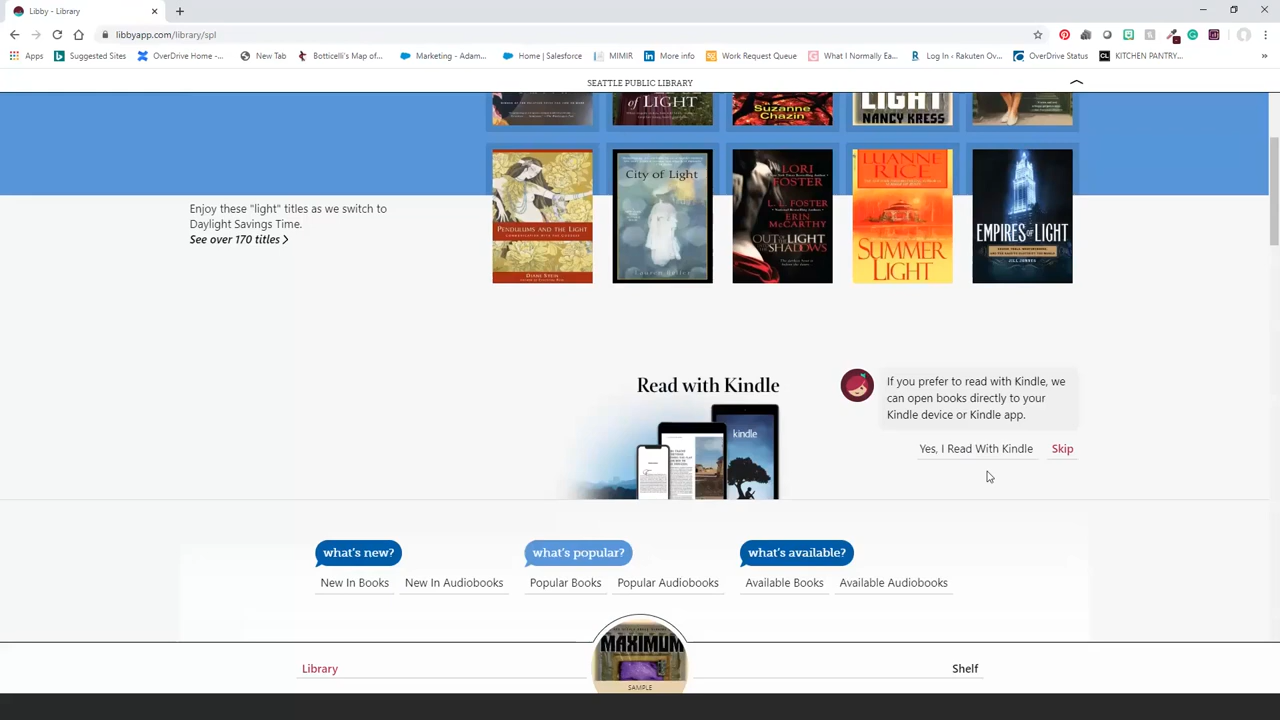 Libby - Library
libbyapp.com/library/spl
Apps Suggested Sites OverDrive Home -... New Tab Botticelli's Map of... Marketing - Adam... Home | Salesforce MIMIR More info Work Request Queue What I Normally Ea... Log In ‹ Rakuten Ov... OverDrive Status KITCHEN PANTRY... »
SEATTLE PUBLIC LIBRARY
of LIGHT
Suzanne
Chazin
LIGHT
NANCY KRESS
PENDULUMS AND THE LIGHT
DIANE STEIN
City of Light
LORI
FOSTER
L. L. FOSTER
ERIN
MCCARTHY
OUT OF THE LIGHT
SHADOWS
LUANNE
RICE
SUMMER
LIGHT
EMPIRES OF LIGHT
JILL JONNES
Enjoy these "light" titles as we switch to
Daylight Savings Time.
See over 170 titles
Read with Kindle
kindle
If you prefer to read with Kindle, we
can open books directly to your
Kindle device or Kindle app.
Yes, I Read With Kindle Skip
what's new? what's popular? what's available?
New In Books New In Audiobooks Popular Books Popular Audiobooks Available Books Available Audiobooks
MAXIMUM
Library Shelf
SAMPLE